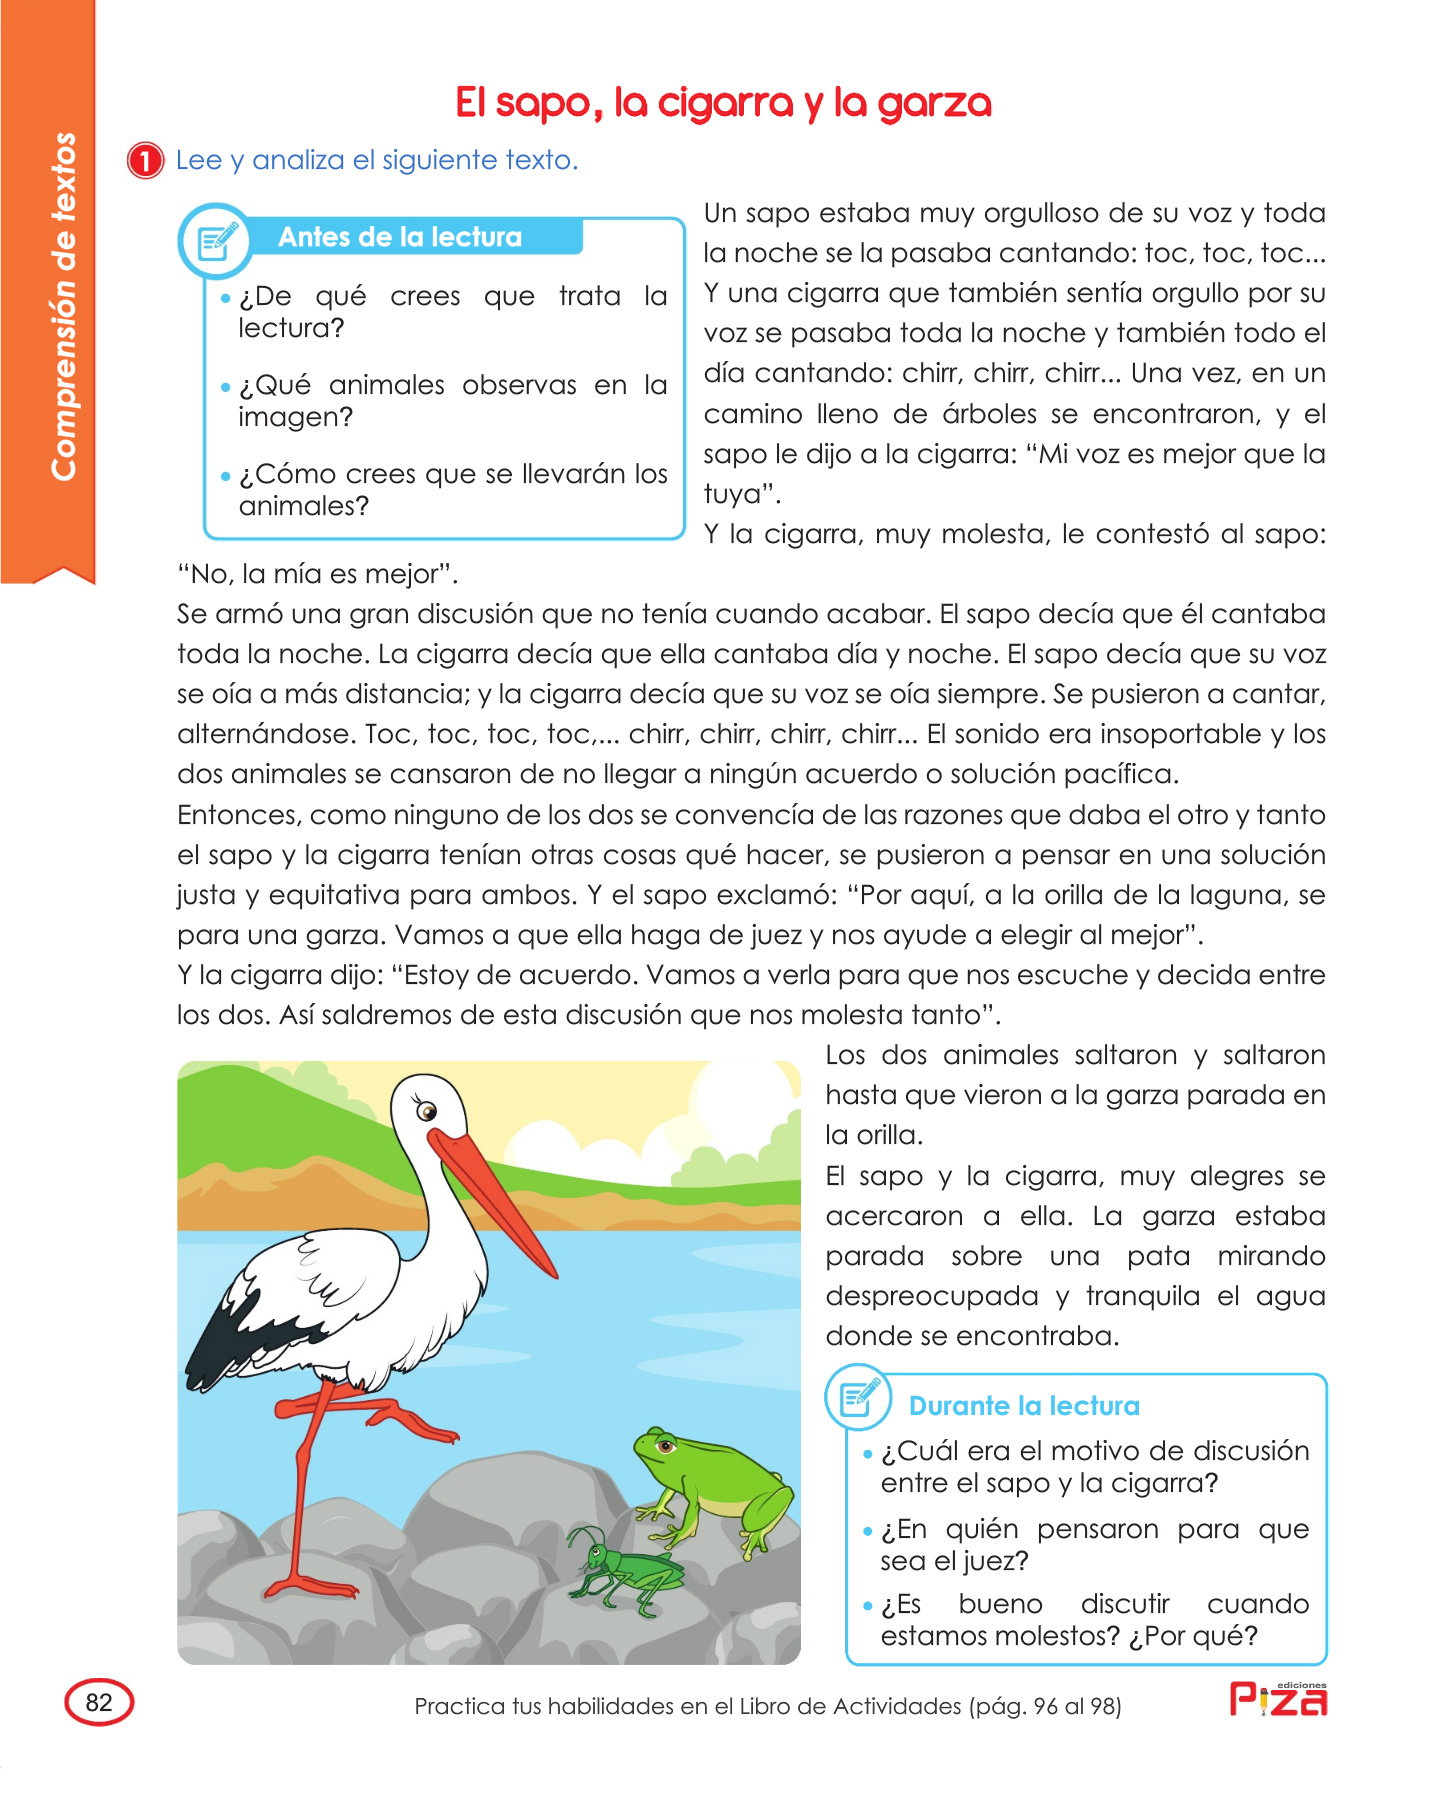 Comprensión de textos
El sapo, la cigarra y la garza
1 Lee y analiza el siguiente texto.
Antes de la lectura
• ¿De qué crees que trata la
lectura?
• ¿Qué animales observas en la
imagen?
• ¿Cómo crees que se llevarán los
animales?
Un sapo estaba muy orgulloso de su voz y toda
la noche se la pasaba cantando: toc, toc, toc...
Y una cigarra que también sentía orgullo por su
voz se pasaba toda la noche y también todo el
día cantando: chirr, chirr, chirr... Una vez, en un
camino lleno de árboles se encontraron, y el
sapo le dijo a la cigarra: “Mi voz es mejor que la
tuya”.
Y la cigarra, muy molesta, le contestó al sapo:
“No, la mía es mejor”.
Se armó una gran discusión que no tenía cuando acabar. El sapo decía que él cantaba
toda la noche. La cigarra decía que ella cantaba día y noche. El sapo decía que su voz
se oía a más distancia; y la cigarra decía que su voz se oía siempre. Se pusieron a cantar,
alternándose. Toc, toc, toc, toc,... chirr, chirr, chirr, chirr... El sonido era insoportable y los
dos animales se cansaron de no llegar a ningún acuerdo o solución pacífica.
Entonces, como ninguno de los dos se convencía de las razones que daba el otro y tanto
el sapo y la cigarra tenían otras cosas qué hacer, se pusieron a pensar en una solución
justa y equitativa para ambos. Y el sapo exclamó: “Por aquí, a la orilla de la laguna, se
para una garza. Vamos a que ella haga de juez y nos ayude a elegir al mejor”.
Y la cigarra dijo: “Estoy de acuerdo. Vamos a verla para que nos escuche y decida entre
los dos. Así saldremos de esta discusión que nos molesta tanto”.
Los dos animales saltaron y saltaron
hasta que vieron a la garza parada en
la orilla.
El sapo y la cigarra, muy alegres se
acercaron a ella. La garza estaba
parada sobre una pata mirando
despreocupada y tranquila el agua
donde se encontraba.
Durante la lectura
• ¿Cuál era el motivo de discusión
entre el sapo y la cigarra?
• ¿En quién pensaron para que
sea el juez?
• ¿Es bueno discutir cuando
estamos molestos? ¿Por qué?
82
Practica tus habilidades en el Libro de Actividades (pág. 96 al 98)
ediciones
Piza